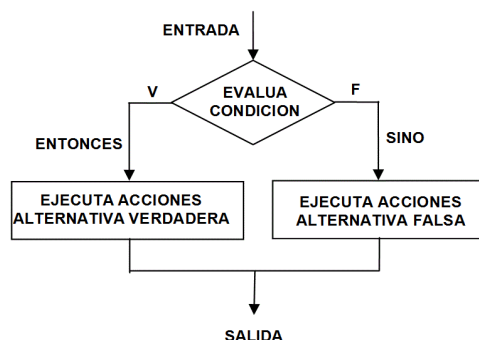 ENTRADA
EVALUA
CONDICION
V
F
ENTONCES
SINO
EJECUTA ACCIONES
ALTERNATIVA VERDADERA
EJECUTA ACCIONES
ALTERNATIVA FALSA
SALIDA